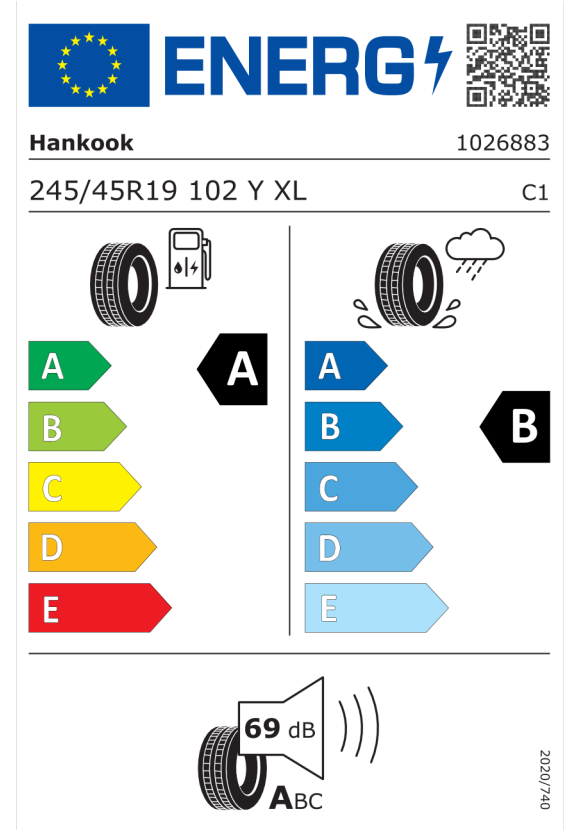 ENERG
Hankook 1026883
245/45R19 102 Y XL C1
A A A
B B B
C C
D D
E E
69 dB
ABC
2020/740